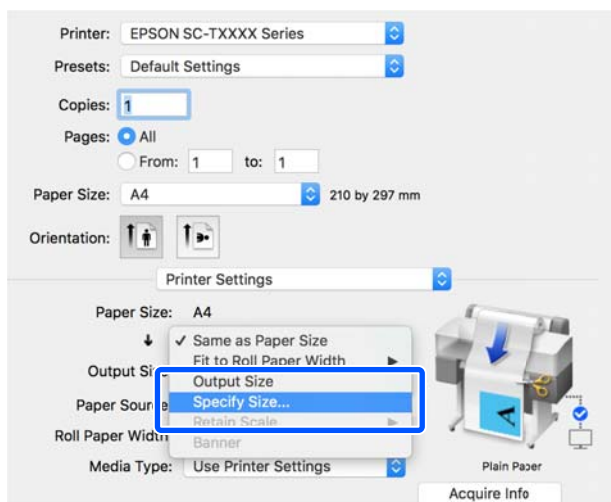 Printer: EPSON SC-TXXXX Series
Presets: Default Settings
Copies: 1
Pages: All
From: 1 to: 1
Paper Size: A4 210 by 297 mm
Orientation:
Printer Settings
Paper Size: A4
✓ Same as Paper Size
Fit to Roll Paper Width
Output Size
Output Size
Paper Source
Specify Size...
Retain Scale
Roll Paper Width
Banner
Media Type: Use Printer Settings
A
Plain Paper
Acquire Info